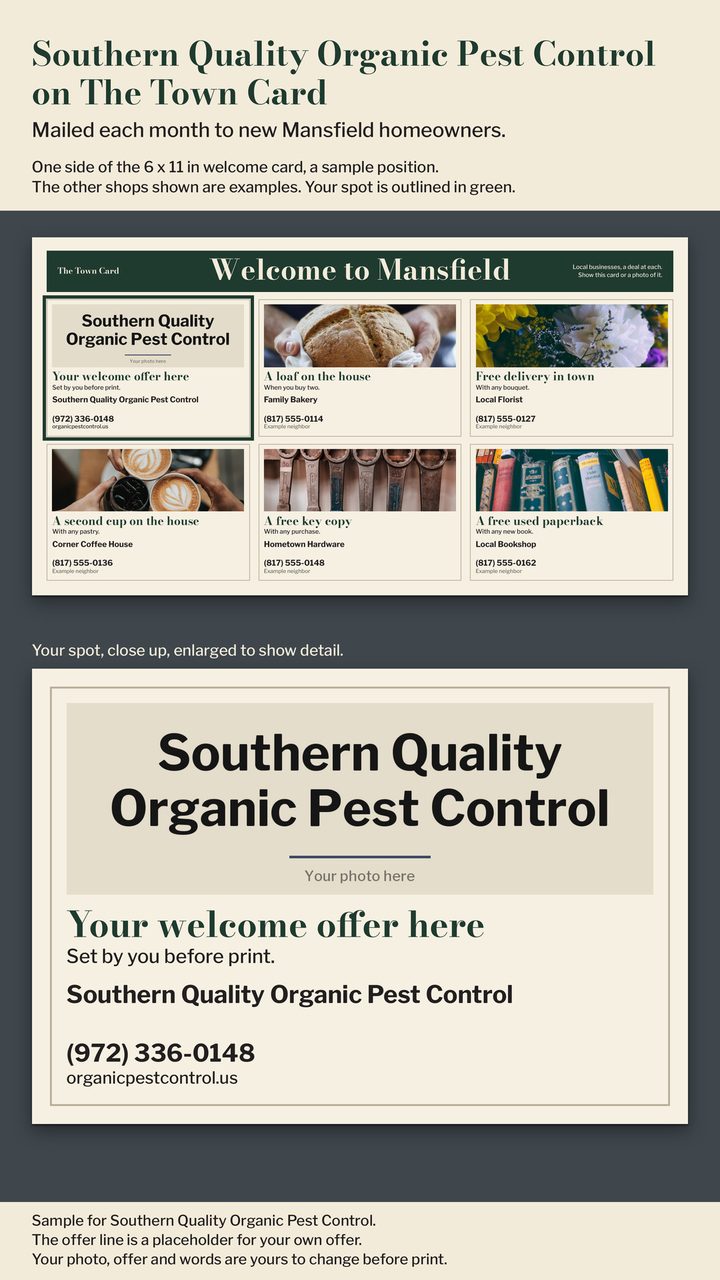 Southern Quality Organic Pest Control
on The Town Card
Mailed each month to new Mansfield homeowners.
One side of the 6 x 11 in welcome card, a sample position.
The other shops shown are examples. Your spot is outlined in green.
The Town Card
Welcome to Mansfield
Local businesses, a deal at each.
Show this card or a photo of it.
Southern Quality
Organic Pest Control
Your photo here
Your welcome offer here
Set by you before print.
Southern Quality Organic Pest Control
(972) 336-0148
organicpestcontrol.us
A loaf on the house
When you buy two.
Family Bakery
(817) 555-0114
Example neighbor
Free delivery in town
With any bouquet.
Local Florist
(817) 555-0127
Example neighbor
A second cup on the house
With any pastry.
Corner Coffee House
(817) 555-0136
Example neighbor
A free key copy
With any purchase.
Hometown Hardware
(817) 555-0148
Example neighbor
A free used paperback
With any new book.
Local Bookshop
(817) 555-0162
Example neighbor
Your spot, close up, enlarged to show detail.
Southern Quality
Organic Pest Control
Your photo here
Your welcome offer here
Set by you before print.
Southern Quality Organic Pest Control
(972) 336-0148
organicpestcontrol.us
Sample for Southern Quality Organic Pest Control.
The offer line is a placeholder for your own offer.
Your photo, offer and words are yours to change before print.